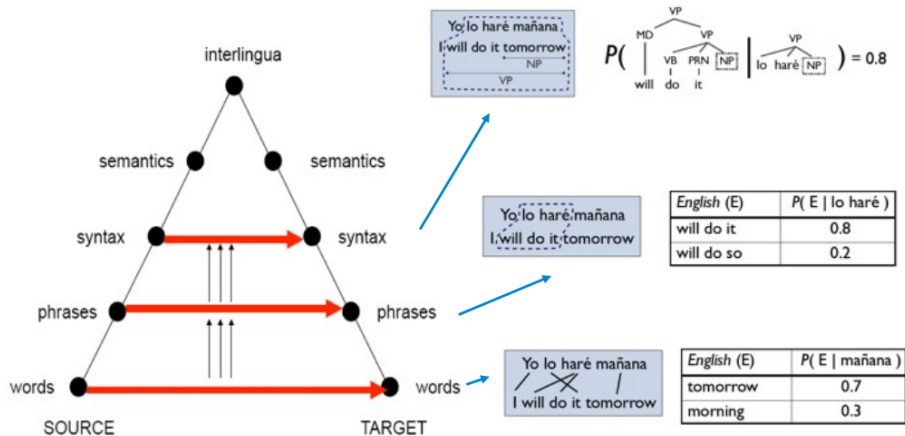 interlingua
semantics
semantics
syntax
syntax
phrases
phrases
words
words
SOURCE
TARGET
Yo lo haré mañana
I will do it tomorrow
NP
VP
P(
VP
MD
VP
VB PRN NP
will do it
|
VP
lo haré NP
) = 0.8
Yo lo haré mañana
I will do it tomorrow
English (E) P( E | lo haré )
will do it 0.8
will do so 0.2
Yo lo haré mañana
I will do it tomorrow
English (E) P( E | mañana )
tomorrow 0.7
morning 0.3